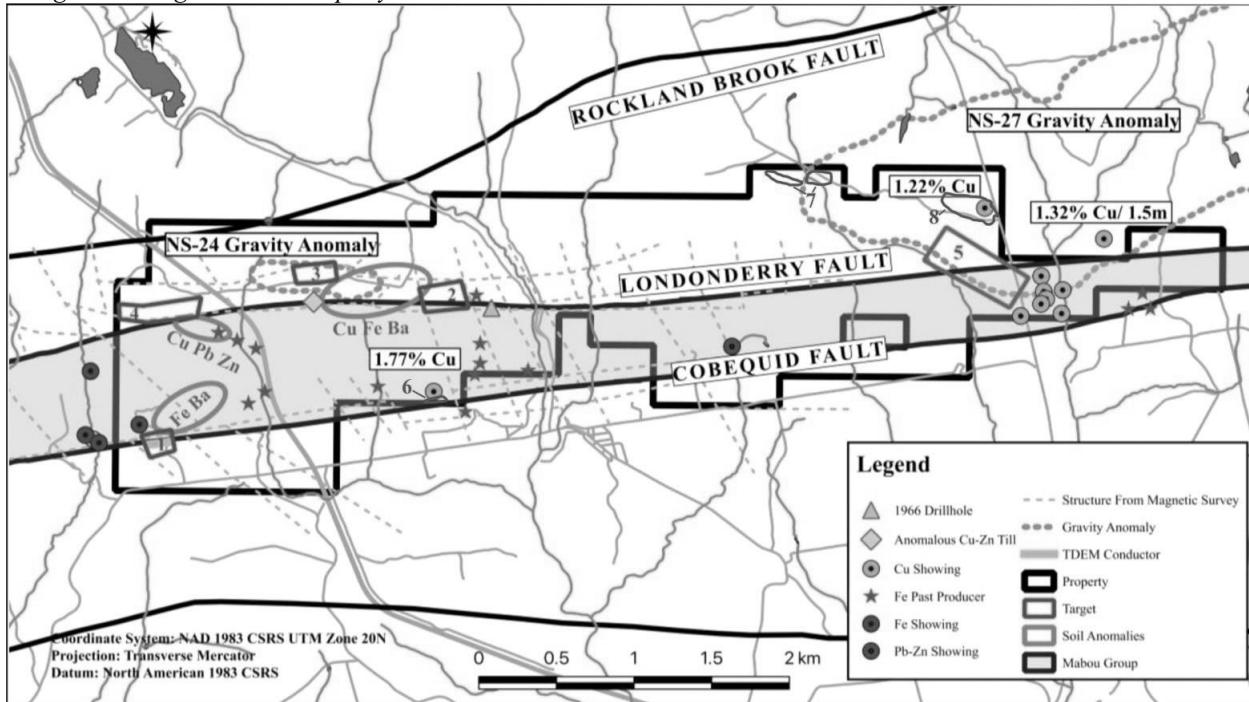 ROCKLAND BROOK FAULT
NS-27 Gravity Anomaly
7
1.22% Cu
8
1.32% Cu/ 1.5m
NS-24 Gravity Anomaly
3
LONDONDERRY FAULT
5
2
4
Cu Fe Ba
Cu Pb Zn
1.77% Cu
COBEQUID FAULT
6
Fe Ba
1
Legend
1966 Drillhole
Anomalous Cu-Zn Till
Cu Showing
Fe Past Producer
Fe Showing
Pb-Zn Showing
Structure From Magnetic Survey
Gravity Anomaly
TDEM Conductor
Property
Target
Soil Anomalies
Mabou Group
Coordinate System: NAD 1983 CSRS UTM Zone 20N
Projection: Transverse Mercator
Datum: North American 1983 CSRS
0 0.5 1 1.5 2 km